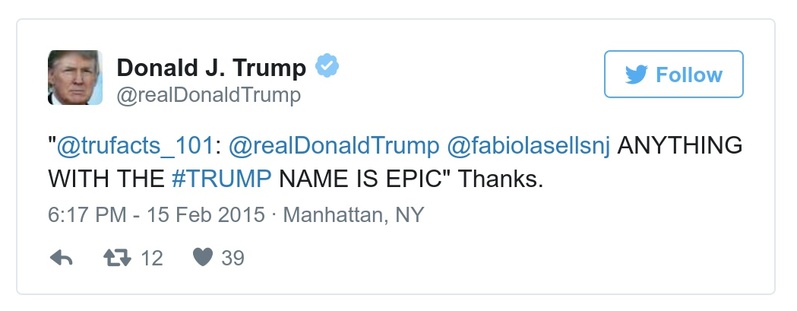 Donald J. Trump
Follow
@realDonaldTrump
"@trufacts_101: @realDonaldTrump @fabiolasellsnj ANYTHING
WITH THE #TRUMP NAME IS EPIC" Thanks.
6:17 PM - 15 Feb 2015 · Manhattan, NY
12 39